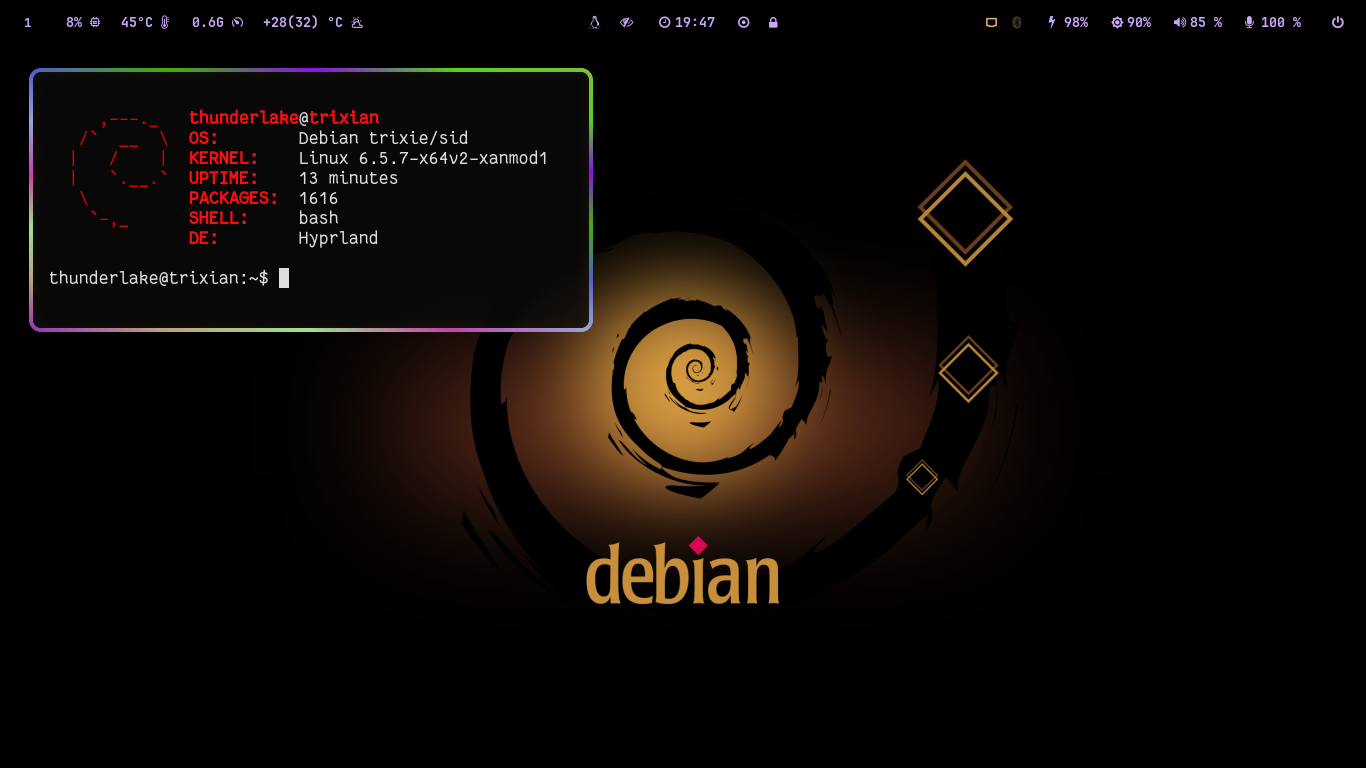 1 8% 45°C 0.6G +28(32) °C 19:47 98% 90% 85 % 100 %
thunderlake@trixian
OS: Debian trixie/sid
KERNEL: Linux 6.5.7-x64v2-xanmod1
UPTIME: 13 minutes
PACKAGES: 1616
SHELL: bash
DE: Hyprland
thunderlake@trixian:~$
debian